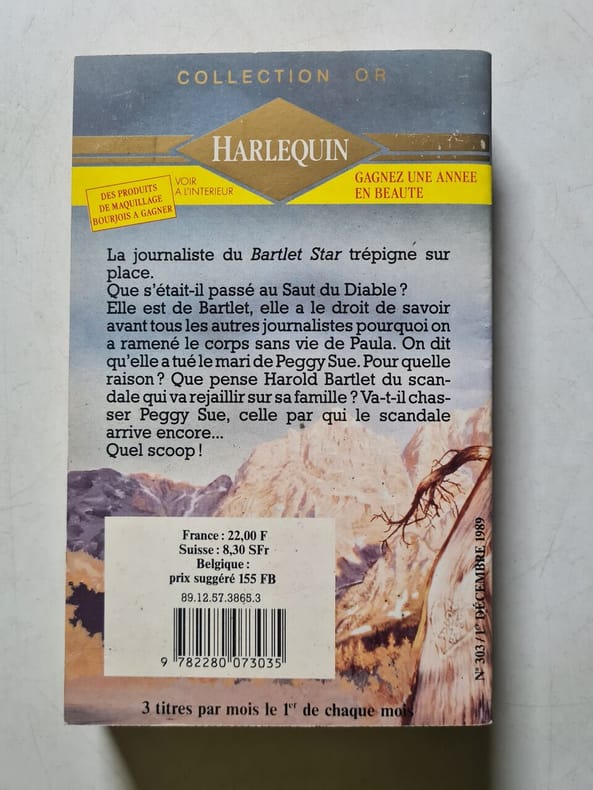 COLLECTION OR
HARLEQUIN
DES PRODUITS
DE MAQUILLAGE
BOURJOIS A GAGNER
VOIR
A L'INTERIEUR
GAGNEZ UNE ANNEE
EN BEAUTE
La journaliste du Bartlet Star trépigne sur
place.
Que s'était-il passé au Saut du Diable ?
Elle est de Bartlet, elle a le droit de savoir
avant tous les autres journalistes pourquoi on
a ramené le corps sans vie de Paula. On dit
qu'elle a tué le mari de Peggy Sue. Pour quelle
raison ? Que pense Harold Bartlet du scan-
dale qui va rejaillir sur sa famille ? Va-t-il chas-
ser Peggy Sue, celle par qui le scandale
arrive encore...
Quel scoop !
France : 22,00 F
Suisse : 8,30 SFr
Belgique :
prix suggéré 155 FB
89.12.57.3865.3
9 782280 073035
N° 303 / 1er DÉCEMBRE 1989
3 titres par mois le 1er de chaque mois